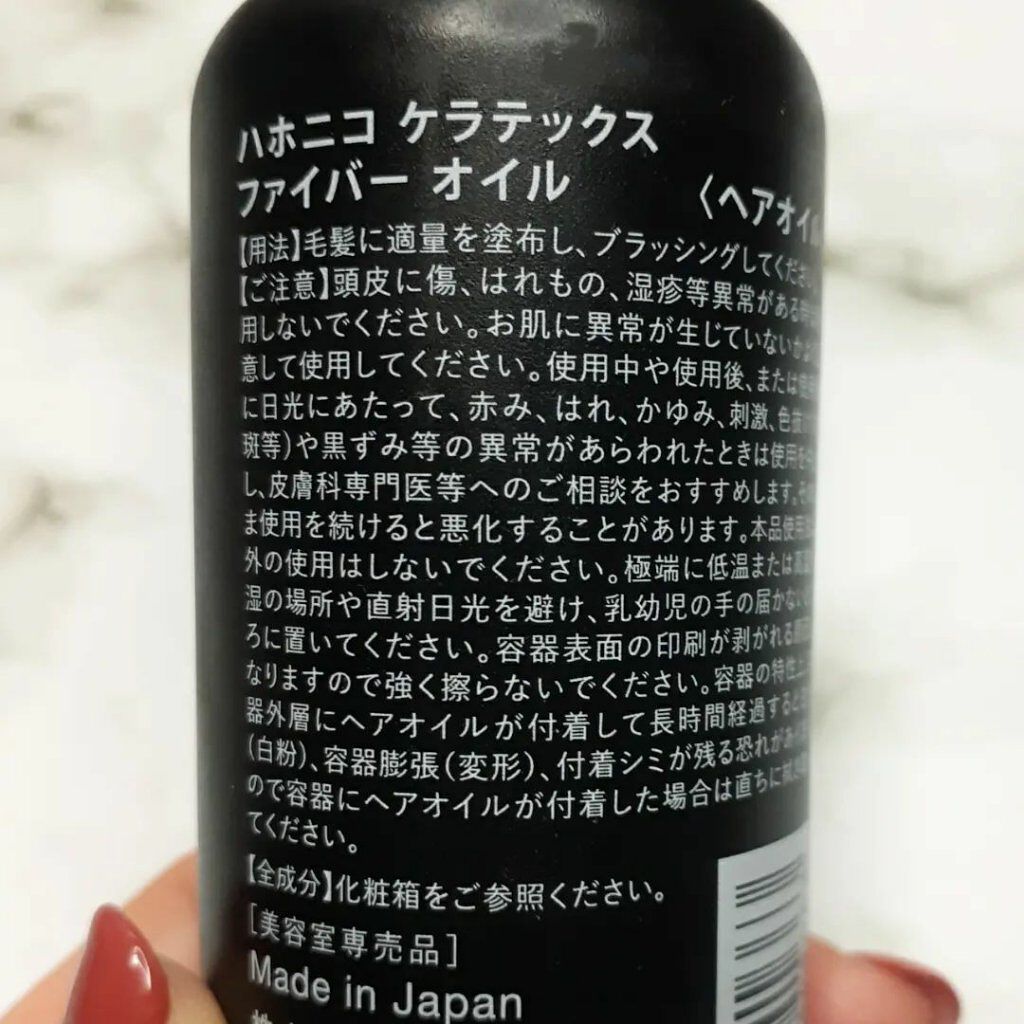 ハホニコ ケラテックス
ファイバー オイル
〈ヘアオイル
【用法】毛髪に適量を塗布し、ブラッシングしてください
【ご注意】頭皮に傷、はれもの、湿疹等異常がある
用しないでください。お肌に異常が生じていないか
意して使用してください。使用中や使用後、または使
に日光にあたって、赤み、はれ、かゆみ、刺激、色
斑等)や黒ずみ等の異常があらわれたときは使用を
し、皮膚科専門医等へのご相談をおすすめします。そ
ま使用を続けると悪化することがあります。本品使用
外の使用はしないでください。極端に低温または高
湿の場所や直射日光を避け、乳幼児の手の届かない
ろに置いてください。容器表面の印刷が剥がれる
なりますので強く擦らないでください。容器の特性上
器外層にヘアオイルが付着して長時間経過すると
(白粉)、容器膨張(変形)、付着シミが残る恐れがあ
ので容器にヘアオイルが付着した場合は直ちに拭
てください。
【全成分】化粧箱をご参照ください。
[美容室専売品]
Made in Japan